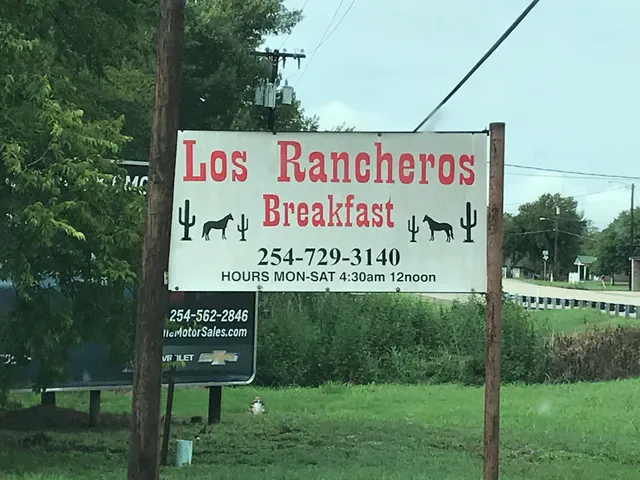 Los Rancheros
Breakfast
254-729-3140
HOURS MON-SAT 4:30am 12noon
254-562-2846
MotorSales.com